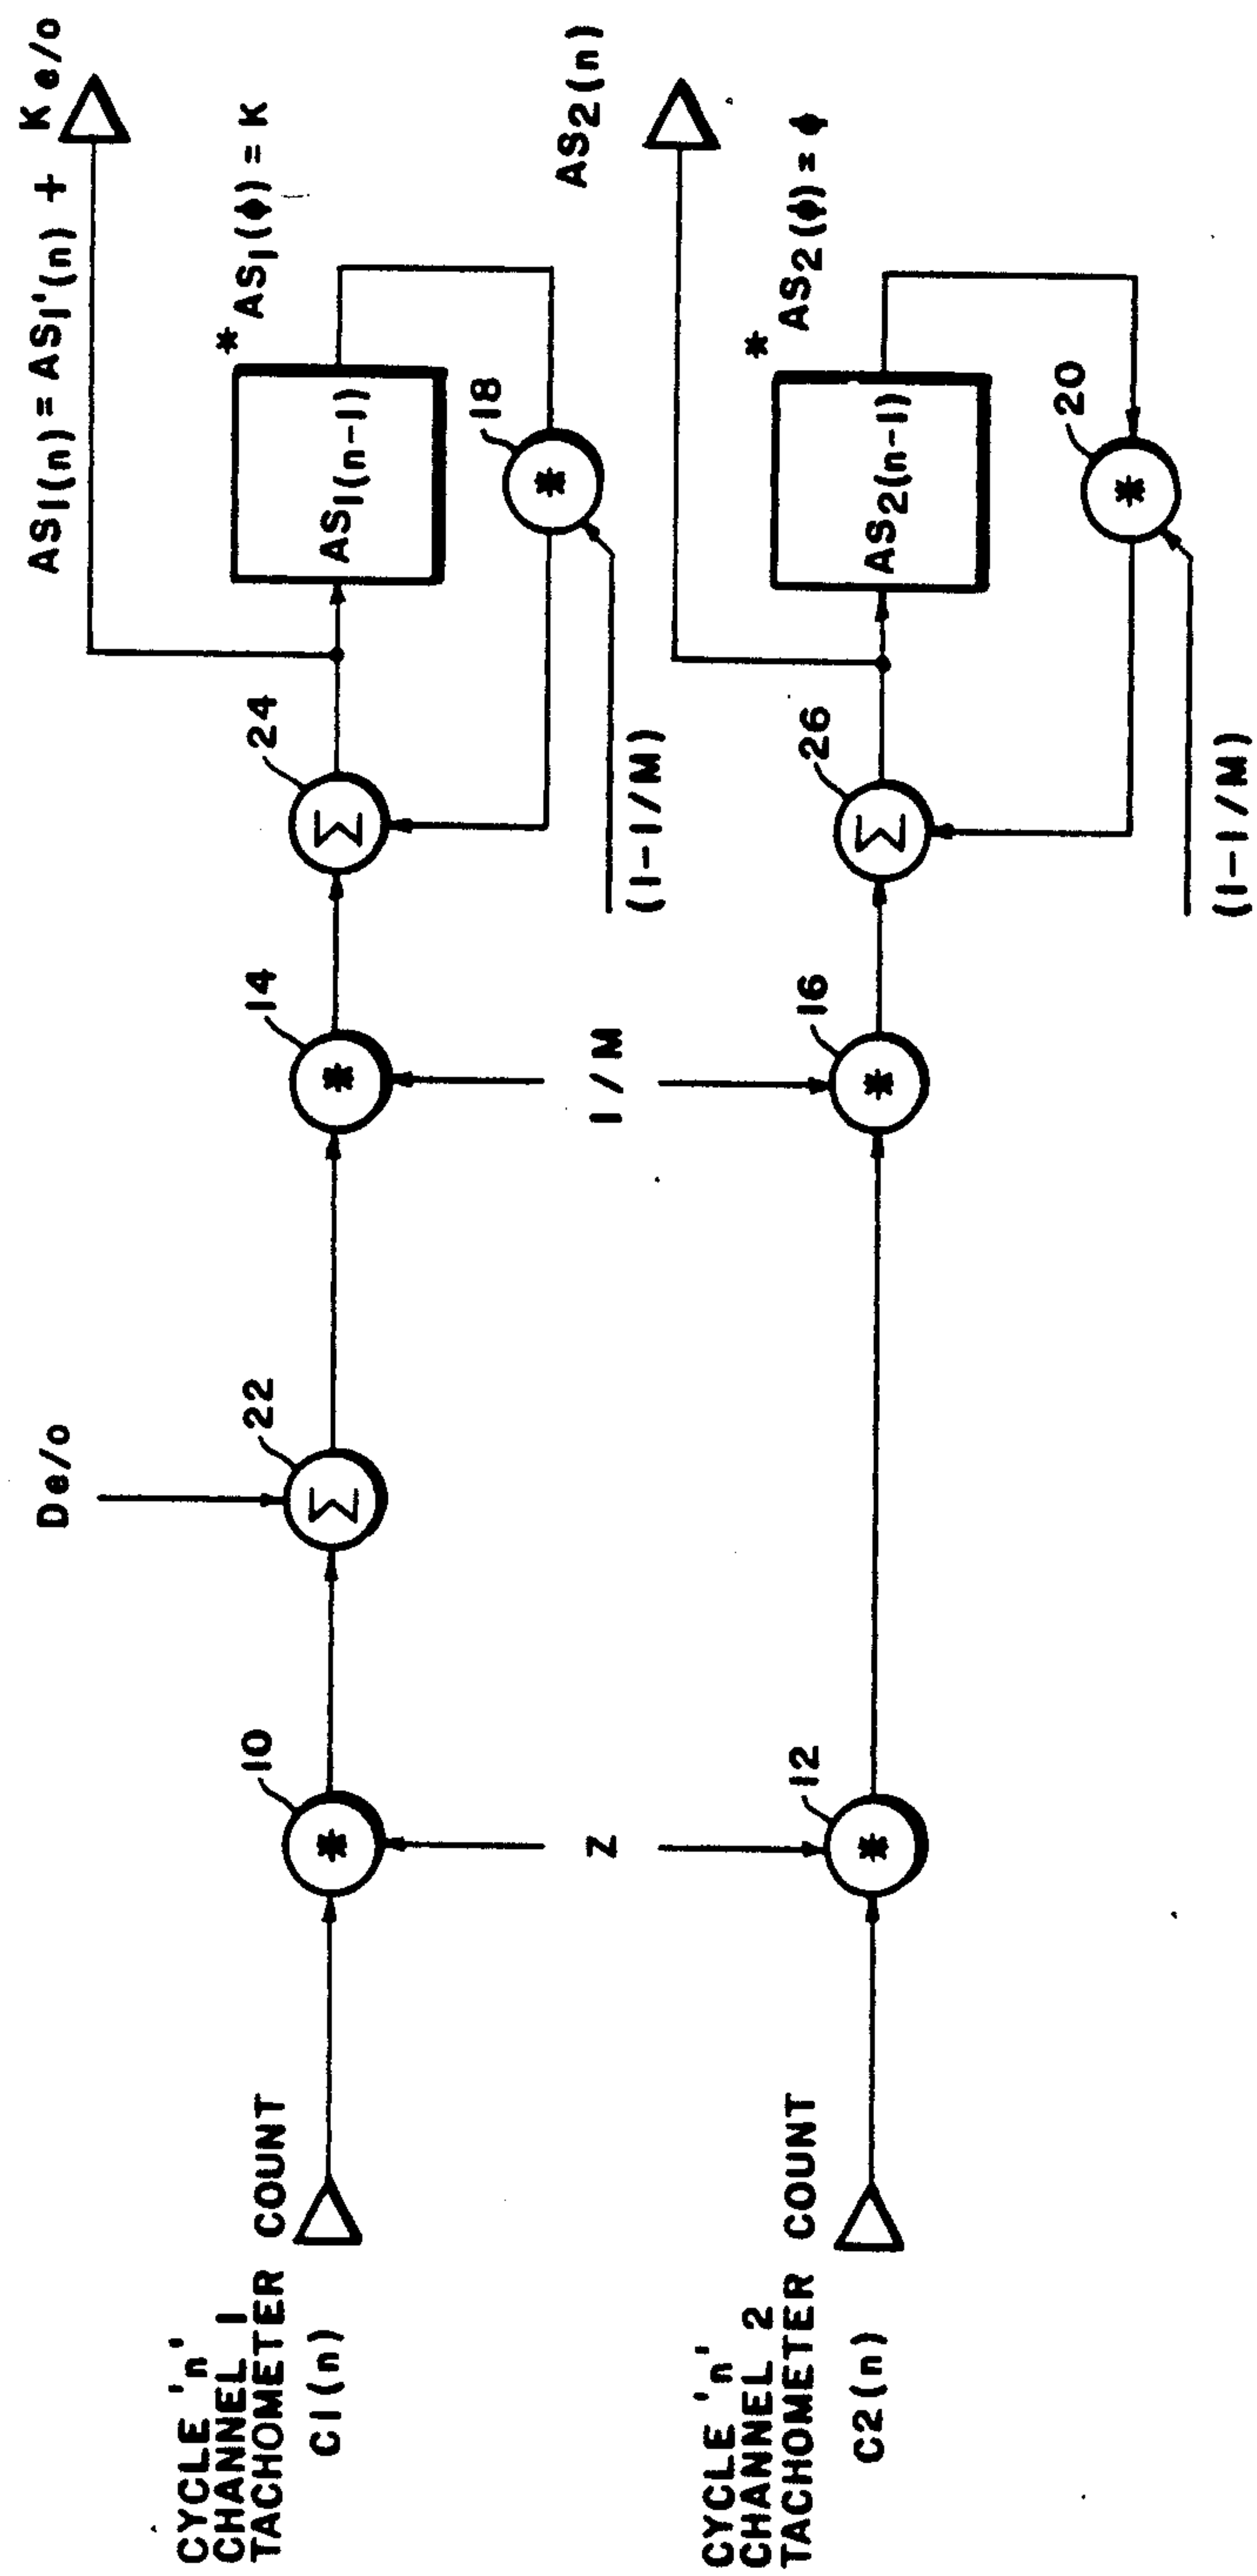 CYCLE 'n'
CHANNEL 1
TACHOMETER COUNT
C1(n)
10
*
Z
De/o
22
Σ
14
*
1/M
24
Σ
AS1(n) = AS1'(n) + Ke/o
AS1(n-1)
* AS1(ϕ) = K
18
*
(1-1/M)
CYCLE 'n'
CHANNEL 2
TACHOMETER COUNT
C2(n)
12
*
16
*
26
Σ
AS2(n)
AS2(n-1)
* AS2(ϕ) = ϕ
20
*
(1-1/M)